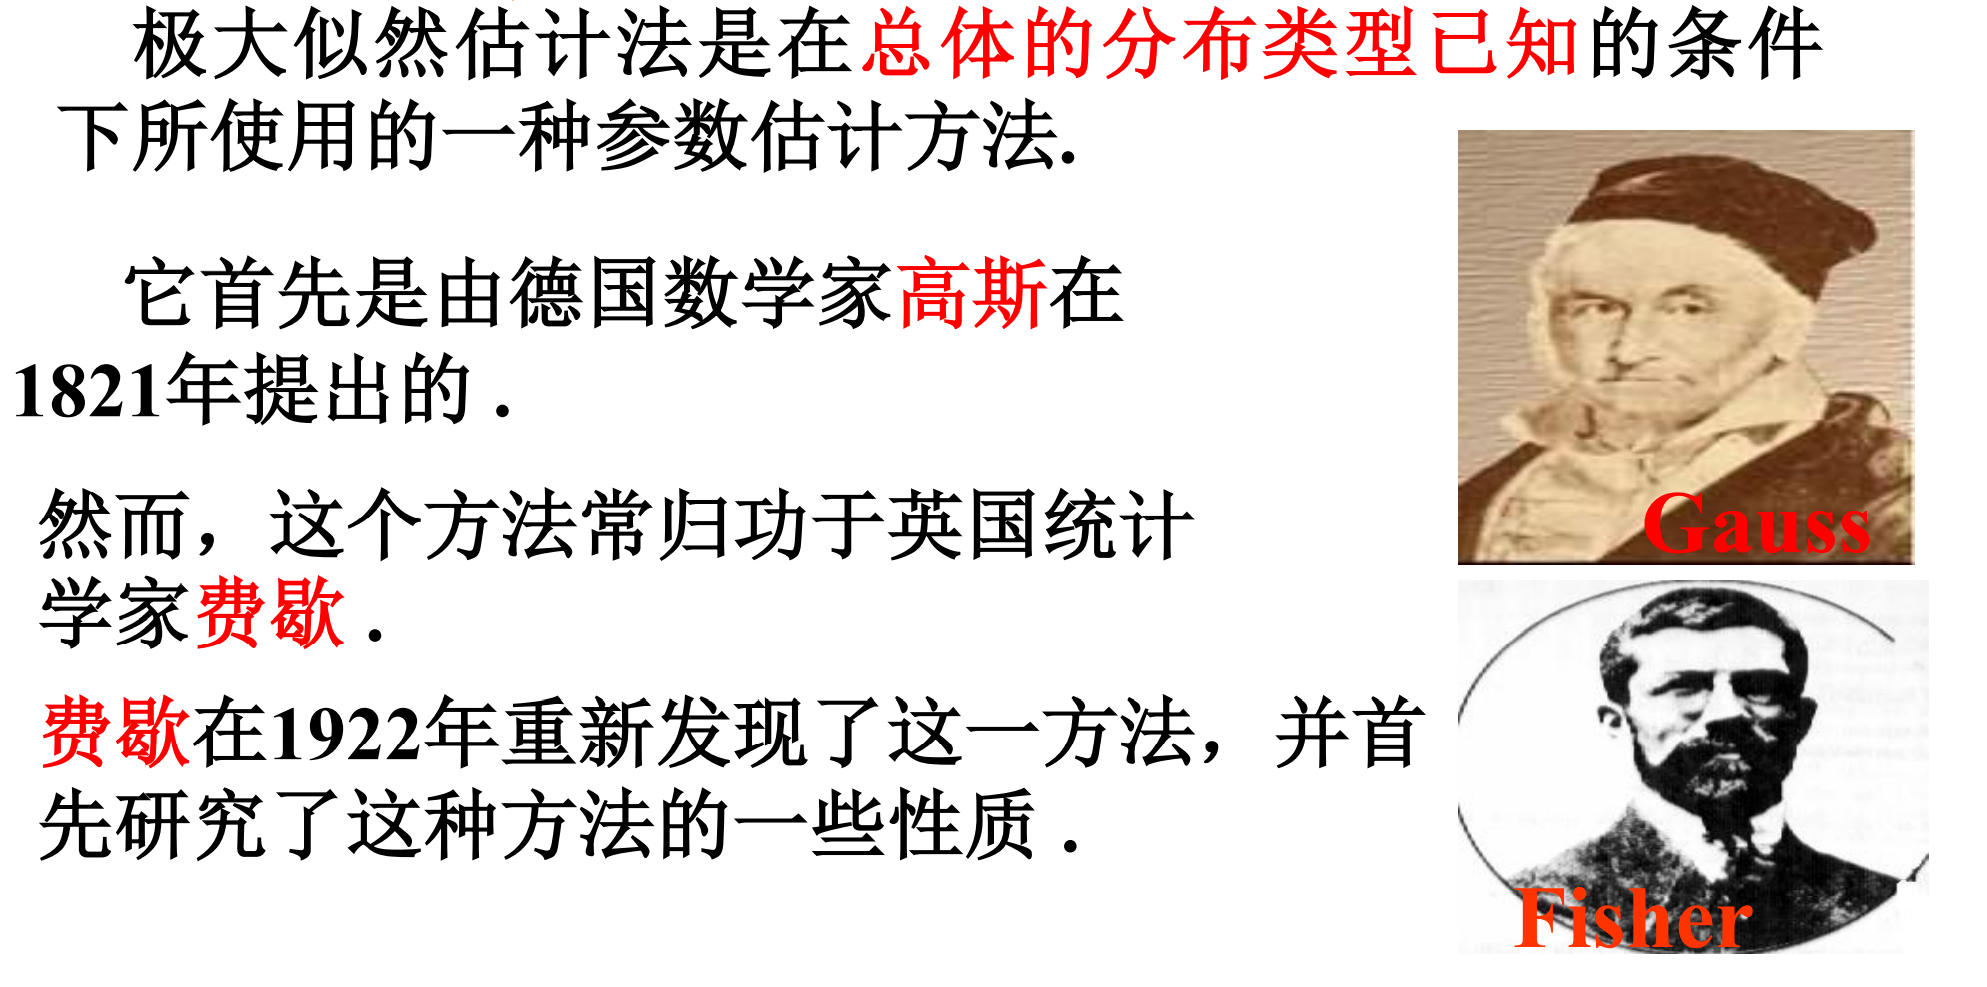 极大似然估计法是在总体的分布类型已知的条件
下所使用的一种参数估计方法.
它首先是由德国数学家高斯在
1821年提出的 .
然而，这个方法常归功于英国统计
学家费歇 .
费歇在1922年重新发现了这一方法，并首
先研究了这种方法的一些性质 .
Gauss
Fisher